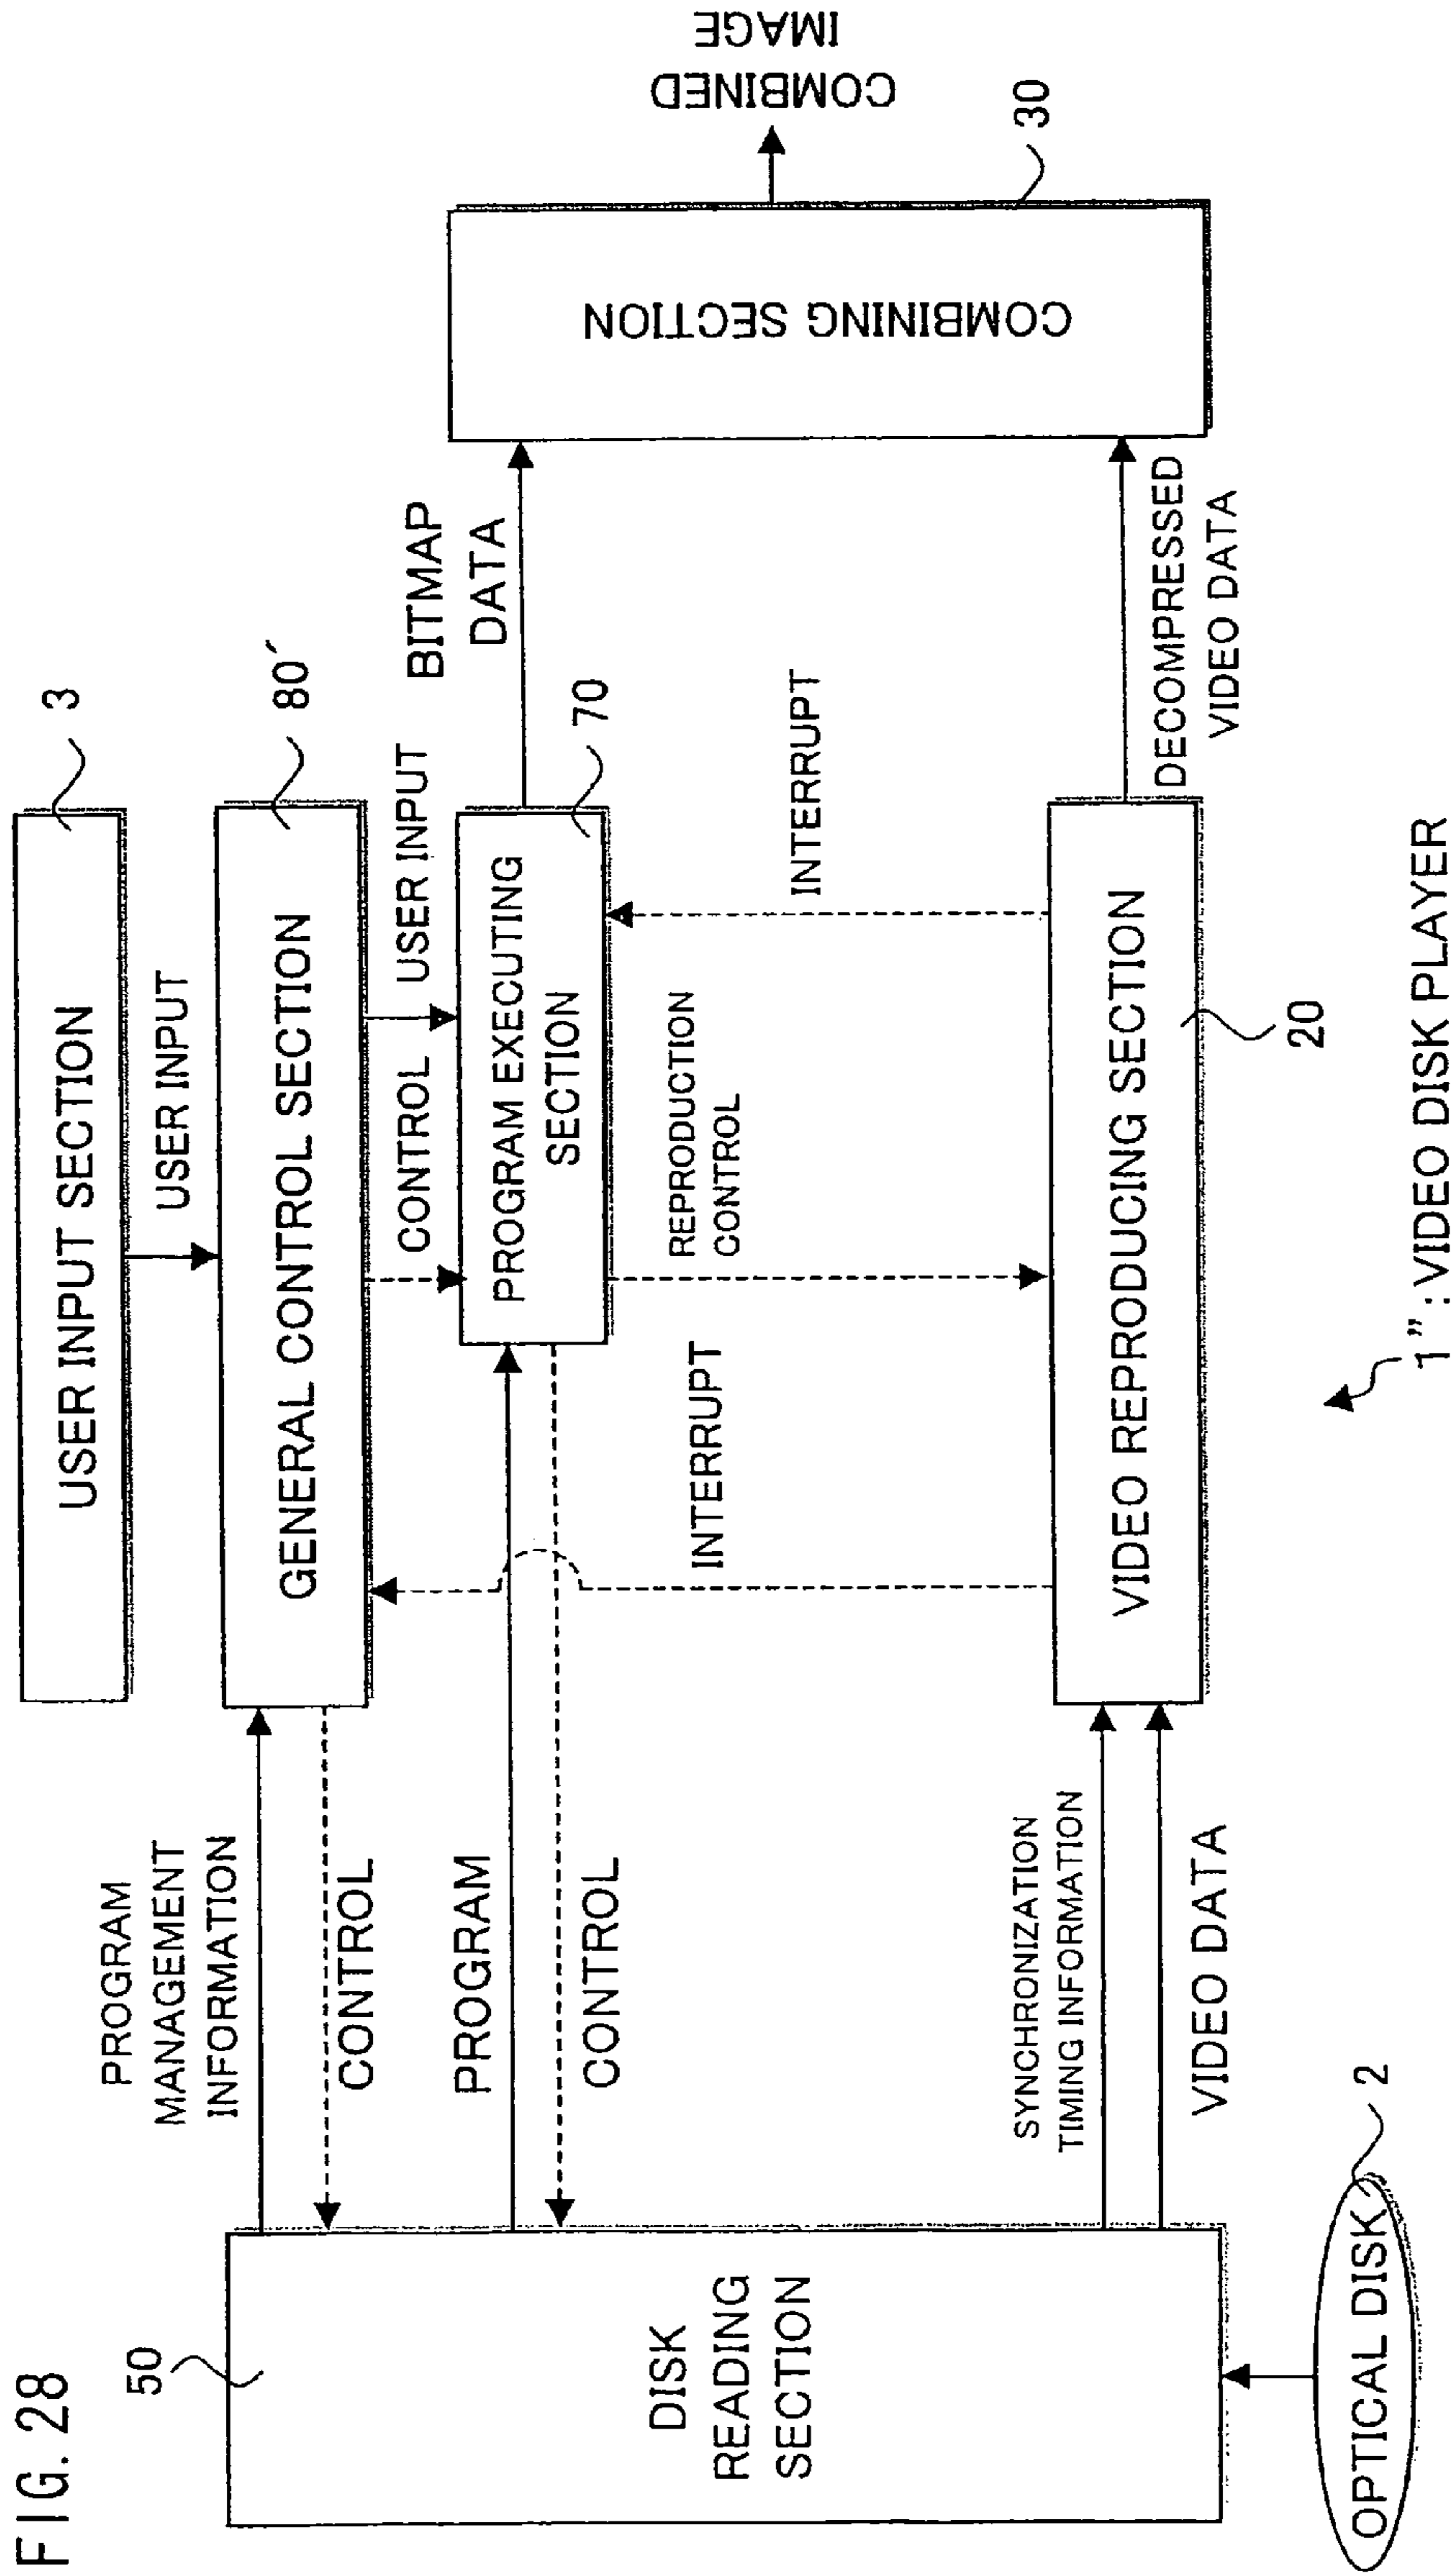 FIG. 28
USER INPUT SECTION
3
USER INPUT
GENERAL CONTROL SECTION
80′
PROGRAM
MANAGEMENT
INFORMATION
CONTROL
CONTROL
USER INPUT
PROGRAM EXECUTING
SECTION
70
PROGRAM
CONTROL
BITMAP
DATA
50
DISK
READING
SECTION
INTERRUPT
REPRODUCTION
CONTROL
INTERRUPT
COMBINING SECTION
30
COMBINED
IMAGE
SYNCHRONIZATION
TIMING INFORMATION
VIDEO DATA
VIDEO REPRODUCING SECTION
20
DECOMPRESSED
VIDEO DATA
OPTICAL DISK
2
1″:VIDEO DISK PLAYER